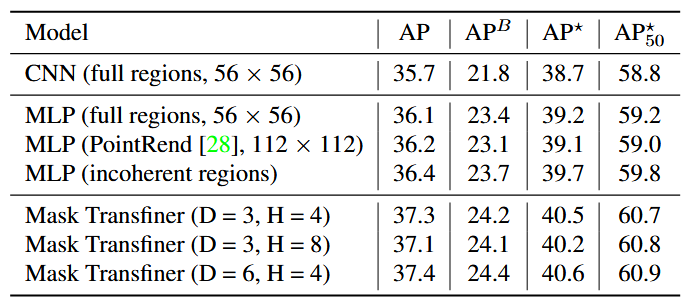 Model AP AP^B AP^⋆ AP^⋆_50
CNN (full regions, 56 × 56) 35.7 21.8 38.7 58.8
MLP (full regions, 56 × 56) 36.1 23.4 39.2 59.2
MLP (PointRend [28], 112 × 112) 36.2 23.1 39.1 59.0
MLP (incoherent regions) 36.4 23.7 39.7 59.8
Mask Transfiner (D = 3, H = 4) 37.3 24.2 40.5 60.7
Mask Transfiner (D = 3, H = 8) 37.1 24.1 40.2 60.8
Mask Transfiner (D = 6, H = 4) 37.4 24.4 40.6 60.9